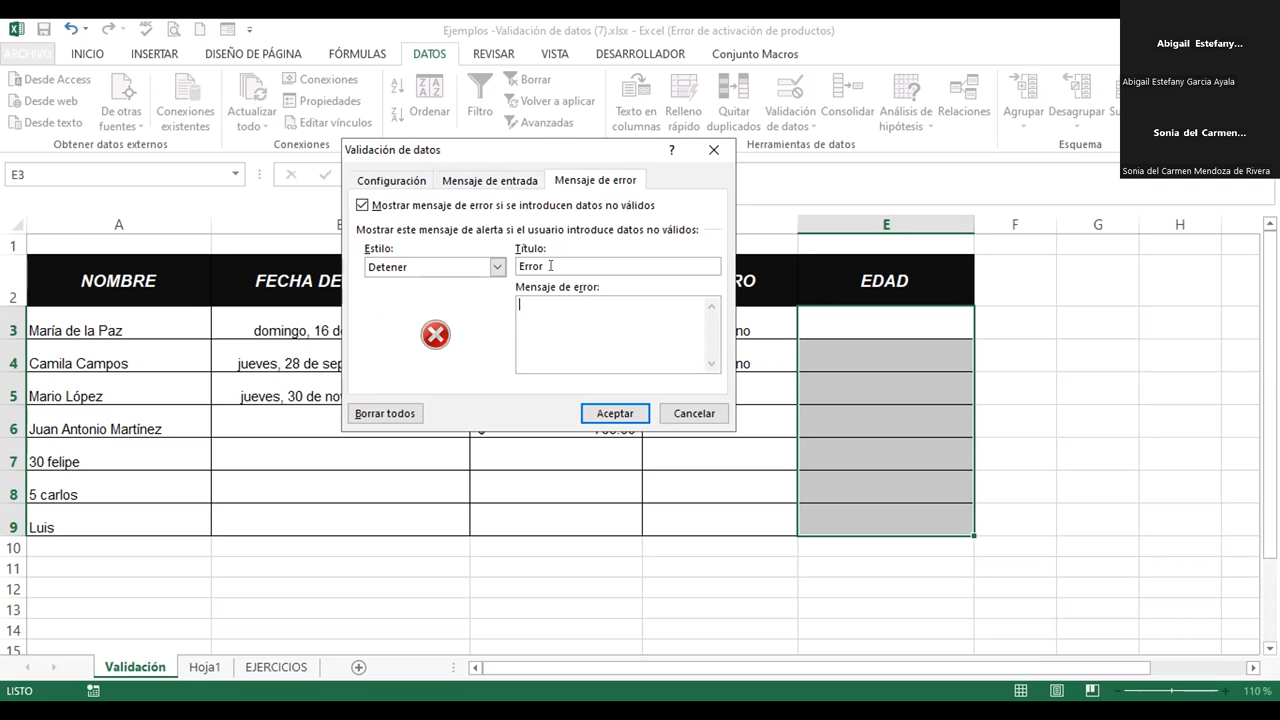 Ejemplos -Validación de datos (7).xlsx - Excel (Error de activación de productos)
Abigail Estefany...
Abigail Estefany García Ayala
Sonia del Carmen...
Sonia del Carmen Mendoza de Rivera
ARCHIVO INICIO INSERTAR DISEÑO DE PÁGINA FÓRMULAS DATOS REVISAR VISTA DESARROLLADOR Conjunto Macros
Desde Access
Desde web
Desde texto
De otras
fuentes
Conexiones
existentes
Obtener datos externos
Actualizar
todo
Conexiones
Propiedades
Editar vínculos
Conexiones
Ordenar
Filtro
Borrar
Volver a aplicar
Avanzadas
Texto en
columnas
Relleno
rápido
Quitar
duplicados
Validación
de datos
Consolidar
Análisis de
hipótesis
Relaciones
Herramientas de datos
Agrupar
Desagrupar
Esquema
E3
Validación de datos ?
Configuración Mensaje de entrada Mensaje de error
Mostrar mensaje de error si se introducen datos no válidos
Mostrar este mensaje de alerta si el usuario introduce datos no válidos:
Estilo: Título:
Detener Error
Mensaje de error:
Borrar todos Aceptar Cancelar
A E F G H
1
2 NOMBRE FECHA DE RO EDAD
3 María de la Paz domingo, 16 d no
4 Camila Campos jueves, 28 de sep no
5 Mario López jueves, 30 de nov
6 Juan Antonio Martínez
7 30 felipe
8 5 carlos
9 Luis
10
11
12
13
14
15
Validación Hoja1 EJERCICIOS
LISTO 110 %